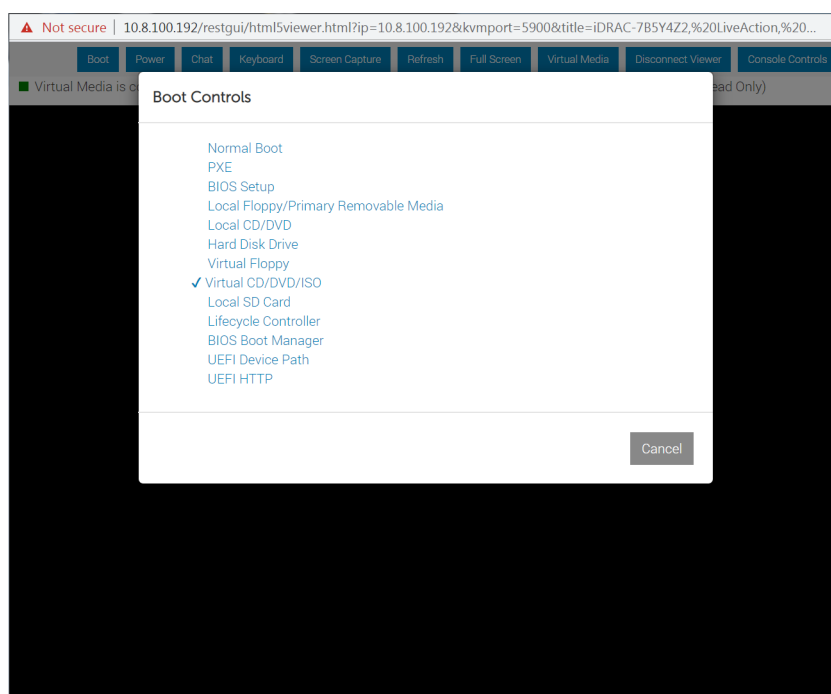 Not secure | 10.8.100.192/restgui/html5viewer.html?ip=10.8.100.192&kvmport=5900&title=iDRAC-7B5Y4Z2,%20LiveAction,%20...
Boot Power Chat Keyboard Screen Capture Refresh Full Screen Virtual Media Disconnect Viewer Console Controls
Virtual Media is Only)
Boot Controls
Normal Boot
PXE
BIOS Setup
Local Floppy/Primary Removable Media
Local CD/DVD
Hard Disk Drive
Virtual Floppy
✓ Virtual CD/DVD/ISO
Local SD Card
Lifecycle Controller
BIOS Boot Manager
UEFI Device Path
UEFI HTTP
Cancel